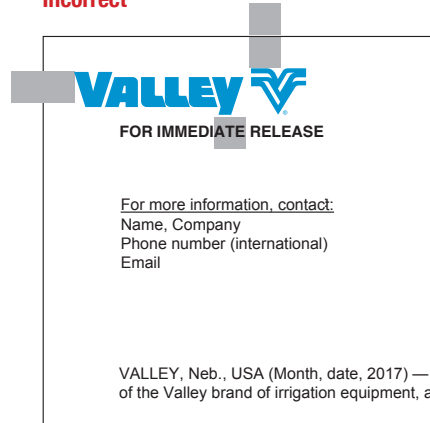 Incorrect
VALLEY
FOR IMMEDIATE RELEASE
For more information, contact:
Name, Company
Phone number (international)
Email
VALLEY, Neb., USA (Month, date, 2017) —
of the Valley brand of irrigation equipment, a